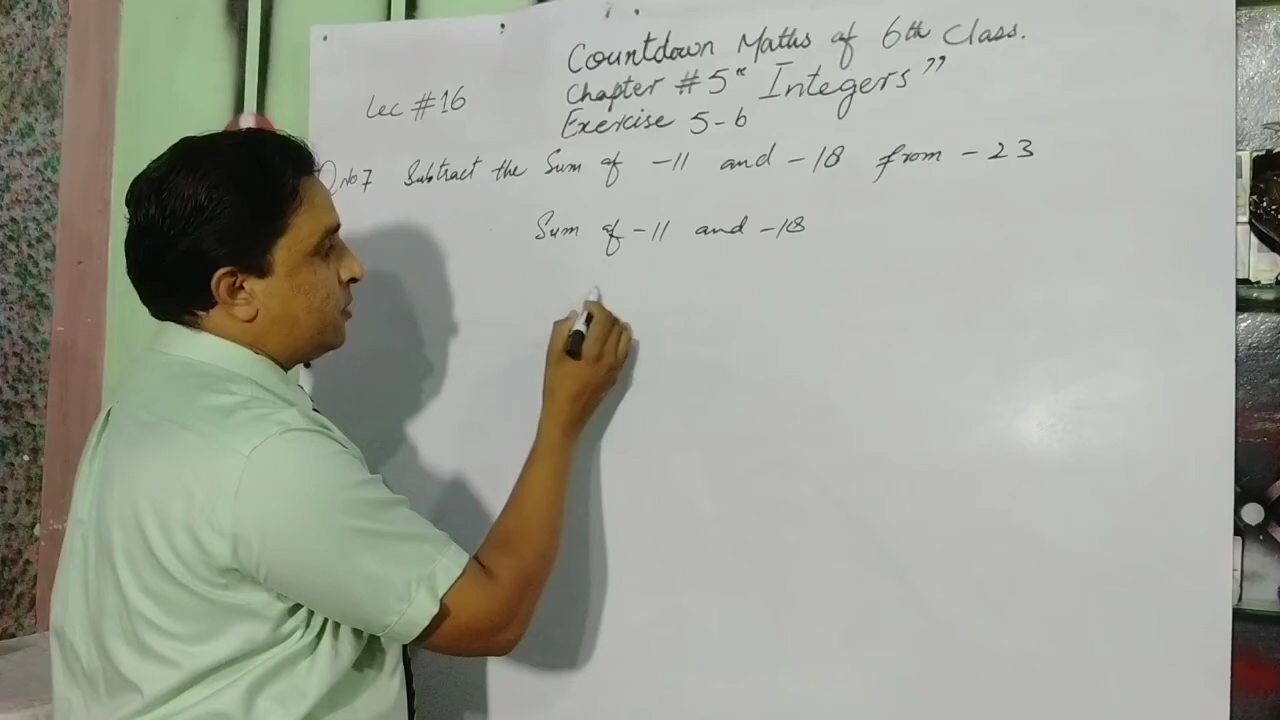 Lec #16
Countdown Maths of 6th Class.
Chapter #5 "Integers"
Exercise 5-6
Q No 7 Subtract the Sum of -11 and -18 from -23
Sum of -11 and -18